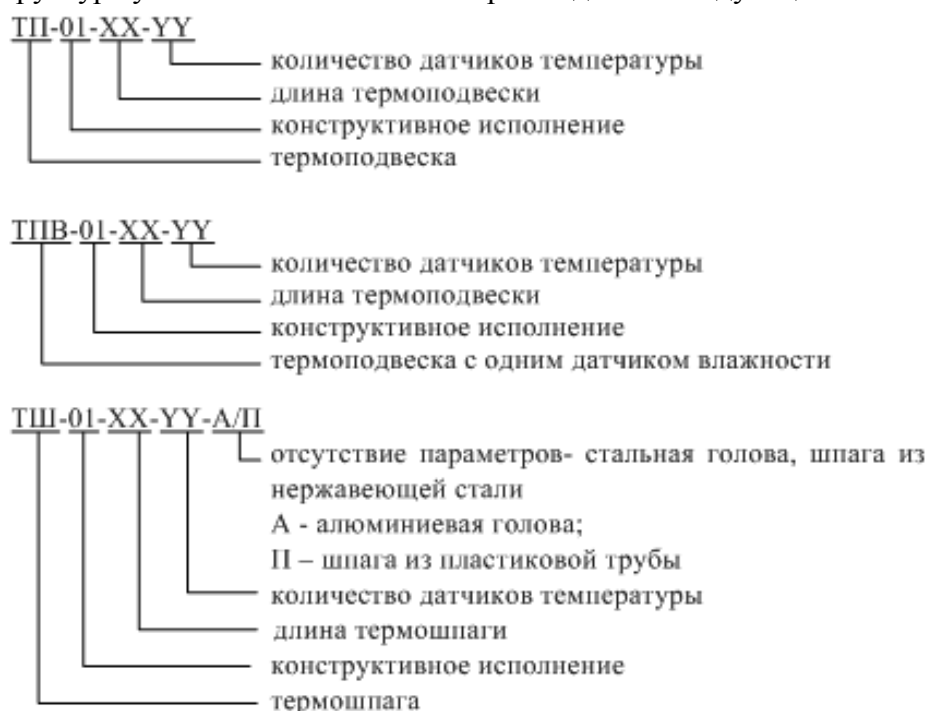 ТП-01-XX-YY
количество датчиков температуры
длина термоподвески
конструктивное исполнение
термоподвеска
ТПВ-01-XX-YY
количество датчиков температуры
длина термоподвески
конструктивное исполнение
термоподвеска с одним датчиком влажности
ТШ-01-XX-YY-А/П
отсутствие параметров- стальная голова, шпага из
нержавеющей стали
А - алюминиевая голова;
П – шпага из пластиковой трубы
количество датчиков температуры
длина термошпаги
конструктивное исполнение
термошпага